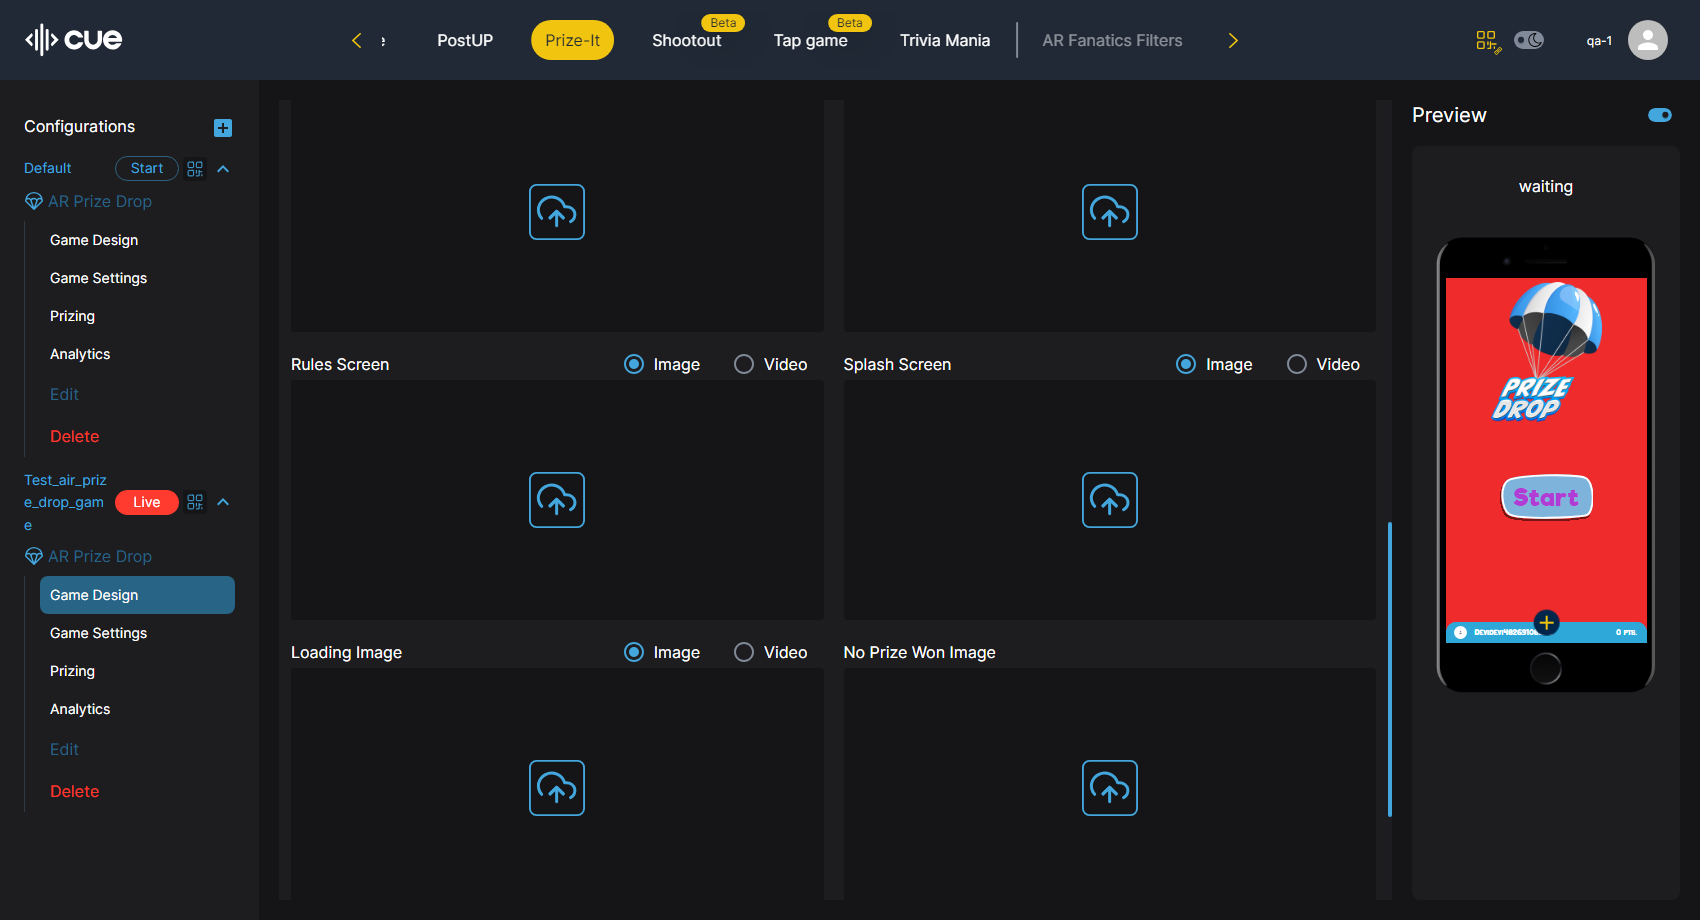 cue
PostUP
Prize-It
Shootout
Beta
Tap game
Beta
Trivia Mania
AR Fanatics Filters
qa-1
Configurations
Default
Start
AR Prize Drop
Game Design
Game Settings
Prizing
Analytics
Edit
Delete
Test_air_priz
e_drop_gam
e
Live
AR Prize Drop
Game Design
Game Settings
Prizing
Analytics
Edit
Delete
Rules Screen
Image
Video
Splash Screen
Image
Video
Loading Image
Image
Video
No Prize Won Image
Preview
waiting
PRIZE
DROP
Start
0 PTS.